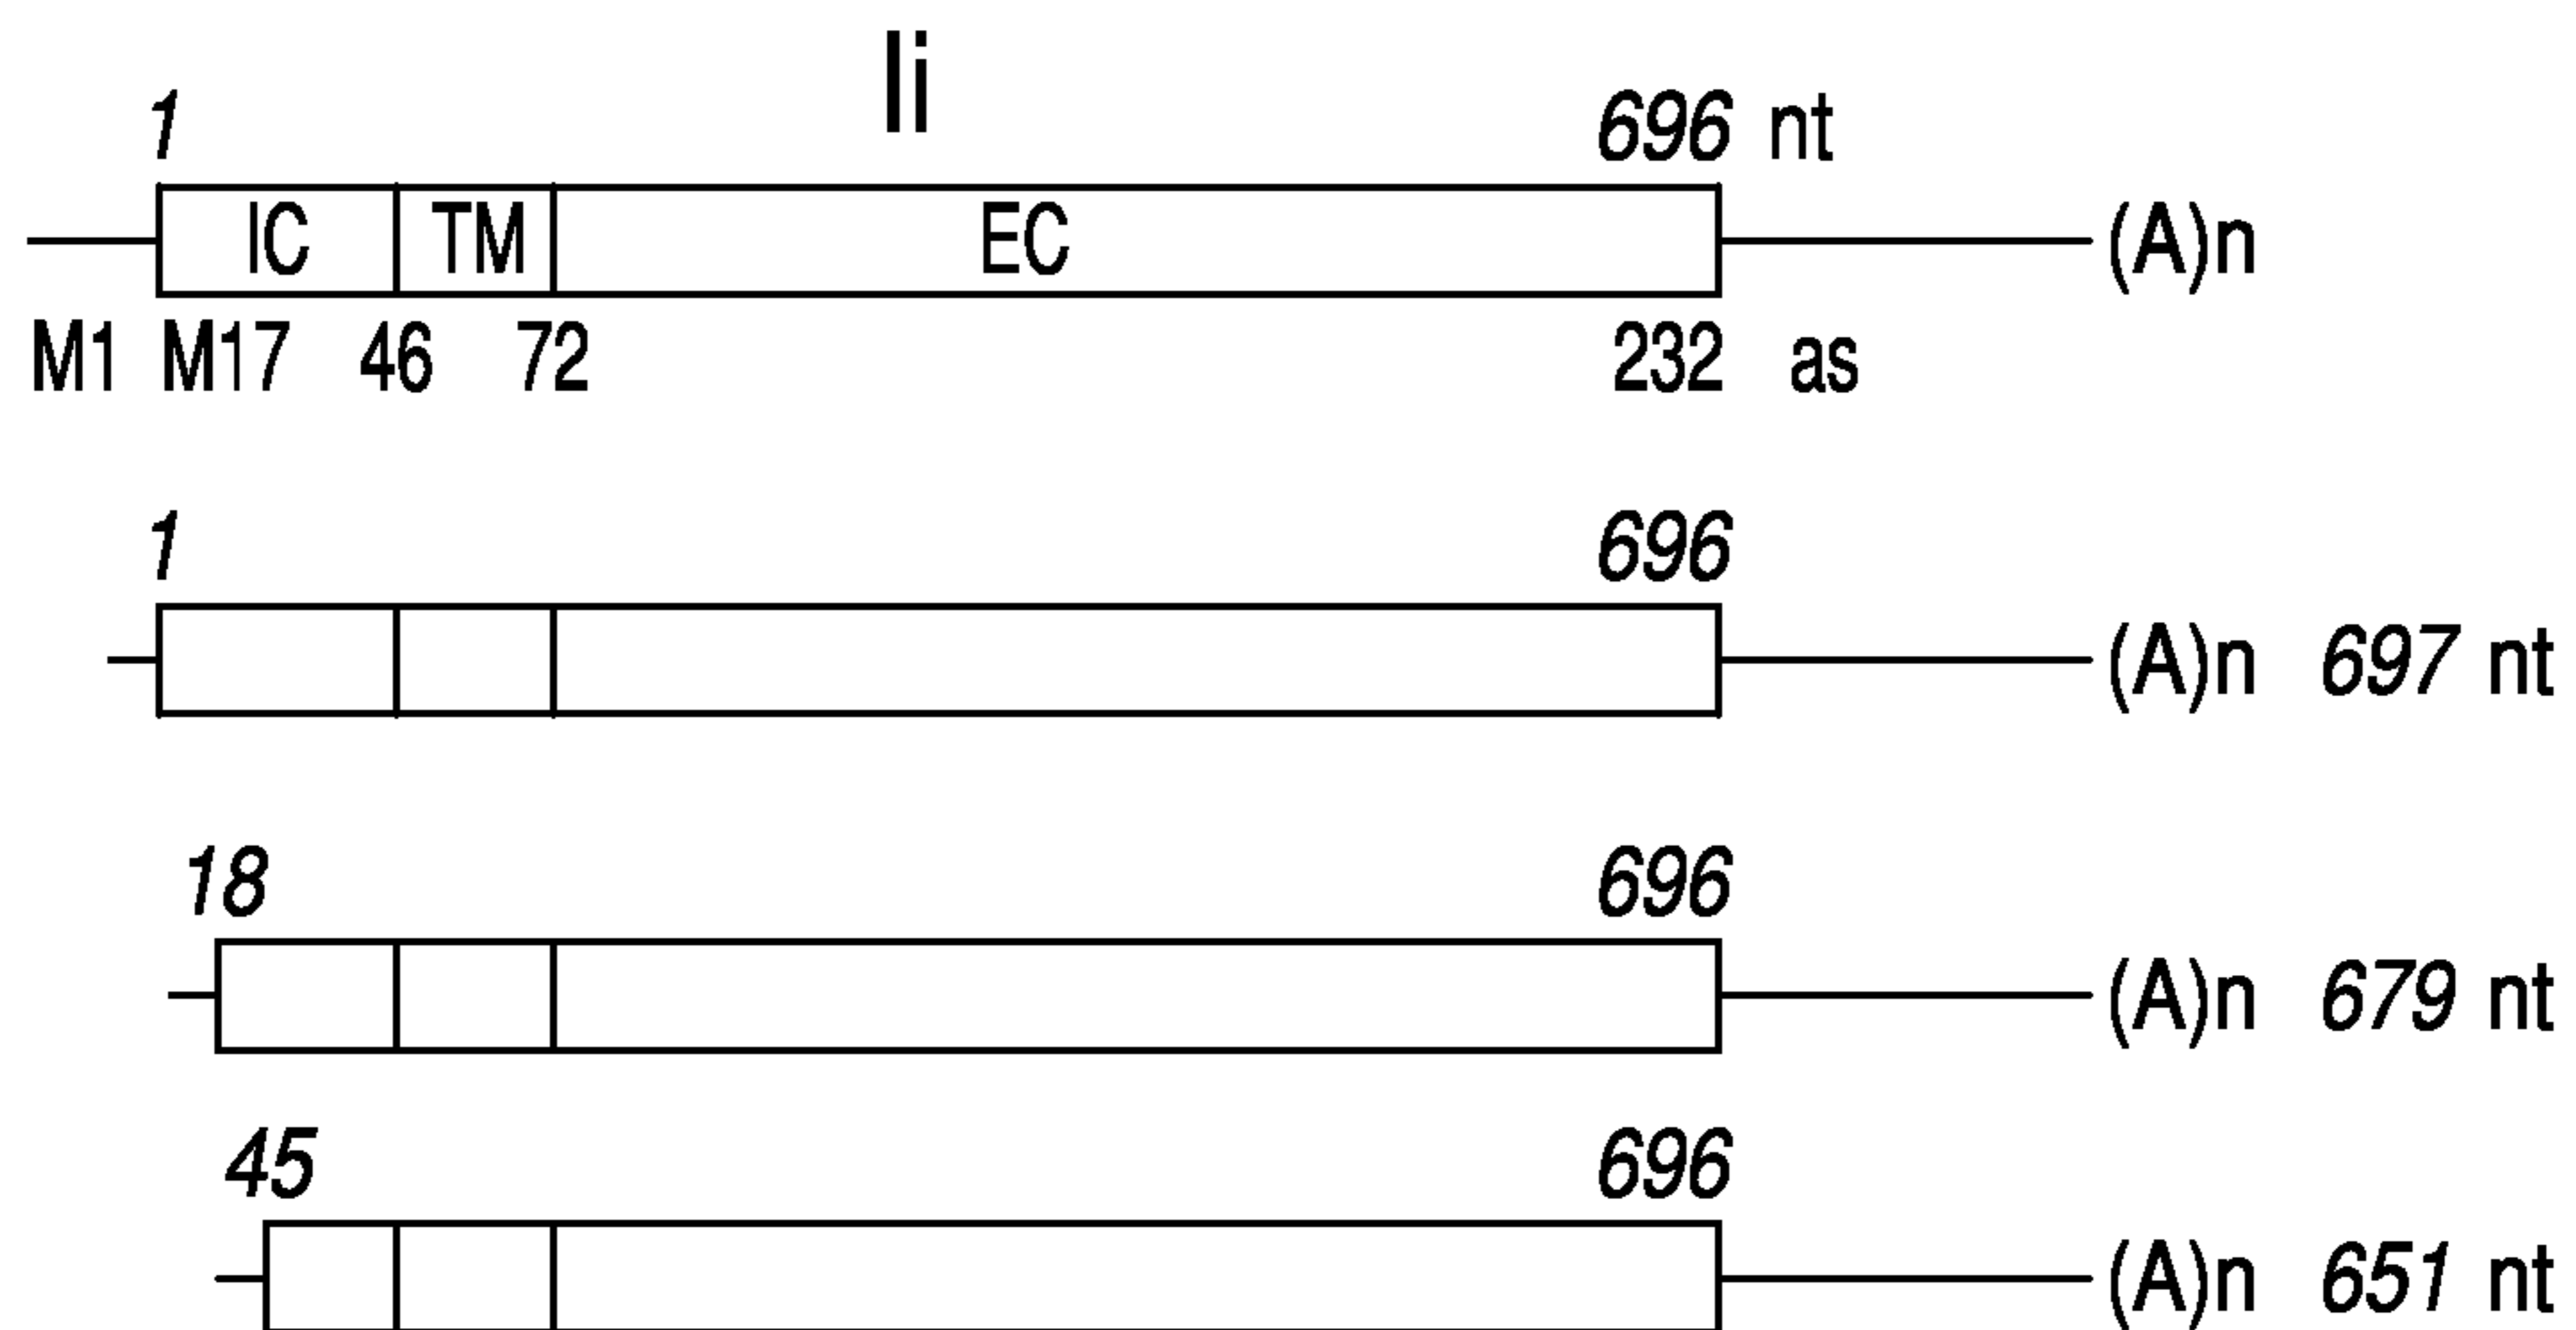 Ii
1 696 nt
IC TM EC (A)n
M1 M17 46 72 232 as
1 696
(A)n 697 nt
18 696
(A)n 679 nt
45 696
(A)n 651 nt